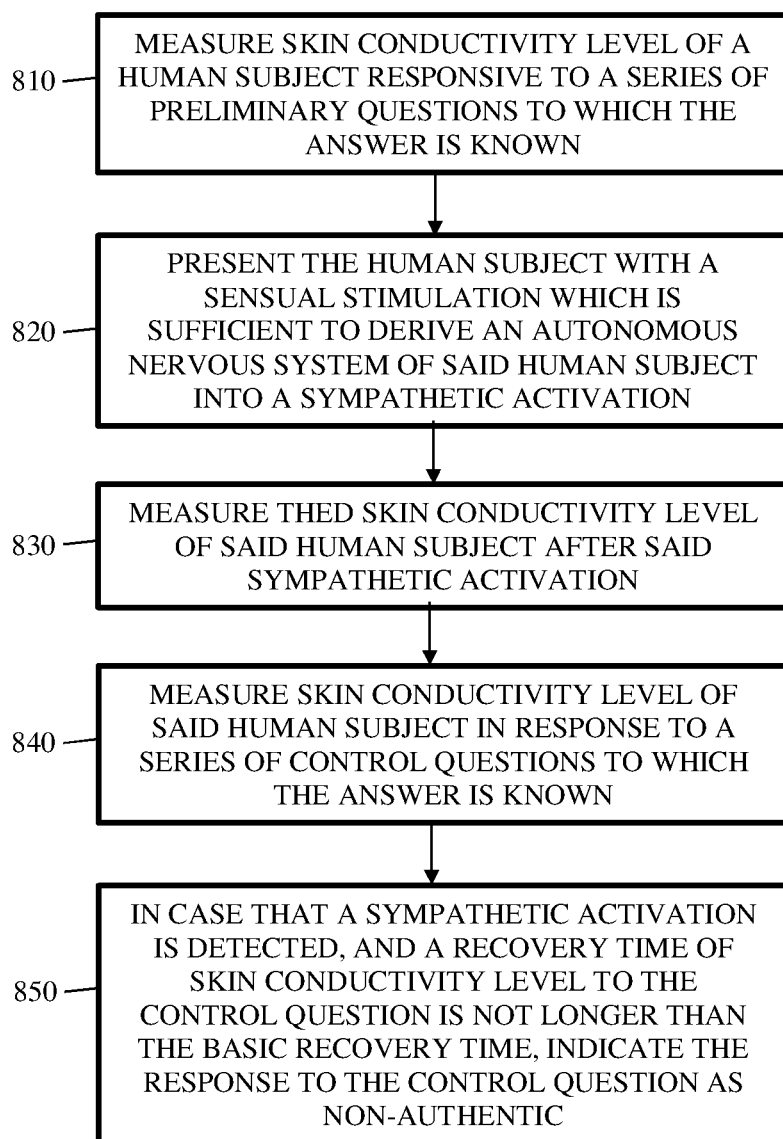 810
MEASURE SKIN CONDUCTIVITY LEVEL OF A
HUMAN SUBJECT RESPONSIVE TO A SERIES OF
PRELIMINARY QUESTIONS TO WHICH THE
ANSWER IS KNOWN
820
PRESENT THE HUMAN SUBJECT WITH A
SENSUAL STIMULATION WHICH IS
SUFFICIENT TO DERIVE AN AUTONOMOUS
NERVOUS SYSTEM OF SAID HUMAN SUBJECT
INTO A SYMPATHETIC ACTIVATION
830
MEASURE THED SKIN CONDUCTIVITY LEVEL
OF SAID HUMAN SUBJECT AFTER SAID
SYMPATHETIC ACTIVATION
840
MEASURE SKIN CONDUCTIVITY LEVEL OF
SAID HUMAN SUBJECT IN RESPONSE TO A
SERIES OF CONTROL QUESTIONS TO WHICH
THE ANSWER IS KNOWN
850
IN CASE THAT A SYMPATHETIC ACTIVATION
IS DETECTED, AND A RECOVERY TIME OF
SKIN CONDUCTIVITY LEVEL TO THE
CONTROL QUESTION IS NOT LONGER THAN
THE BASIC RECOVERY TIME, INDICATE THE
RESPONSE TO THE CONTROL QUESTION AS
NON-AUTHENTIC